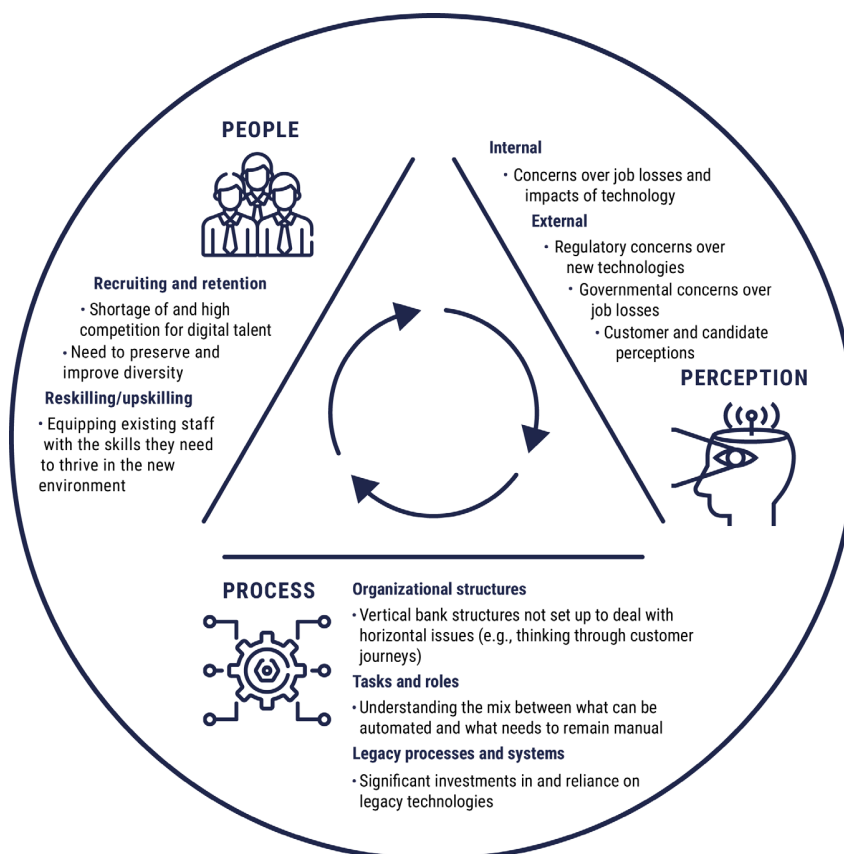 PEOPLE
Recruiting and retention
• Shortage of and high
competition for digital talent
• Need to preserve and
improve diversity
Reskilling/upskilling
• Equipping existing staff
with the skills they need
to thrive in the new
environment
Internal
• Concerns over job losses and
impacts of technology
External
• Regulatory concerns over
new technologies
• Governmental concerns over
job losses
• Customer and candidate
perceptions
PERCEPTION
PROCESS
Organizational structures
• Vertical bank structures not set up to deal with
horizontal issues (e.g., thinking through customer
journeys)
Tasks and roles
• Understanding the mix between what can be
automated and what needs to remain manual
Legacy processes and systems
• Significant investments in and reliance on
legacy technologies